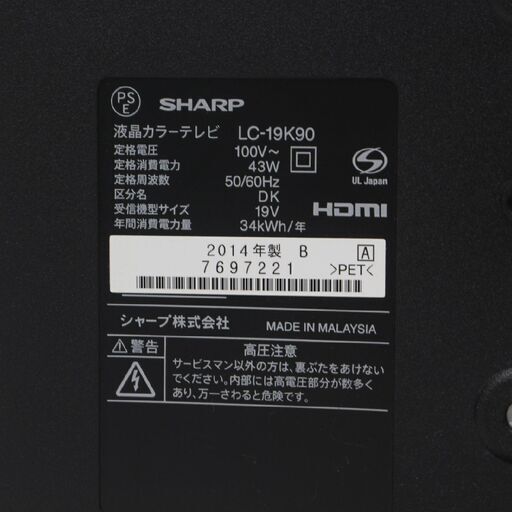 PS
E
SHARP
液晶カラーテレビ LC-19K90
定格電圧 100V～
定格消費電力 43W
定格周波数 50/60Hz
区分名 DK
受信機型サイズ 19V
年間消費電力量 34kWh/年
S
UL Japan
HDMI
2014年製 B A
7697221 >PET<
シャープ株式会社 MADE IN MALAYSIA
⚠警告 高圧注意
サービスマン以外の方は、裏ぶたをあけない
でください。内部には高電圧部分が数多く
あり、万一さわると危険です。